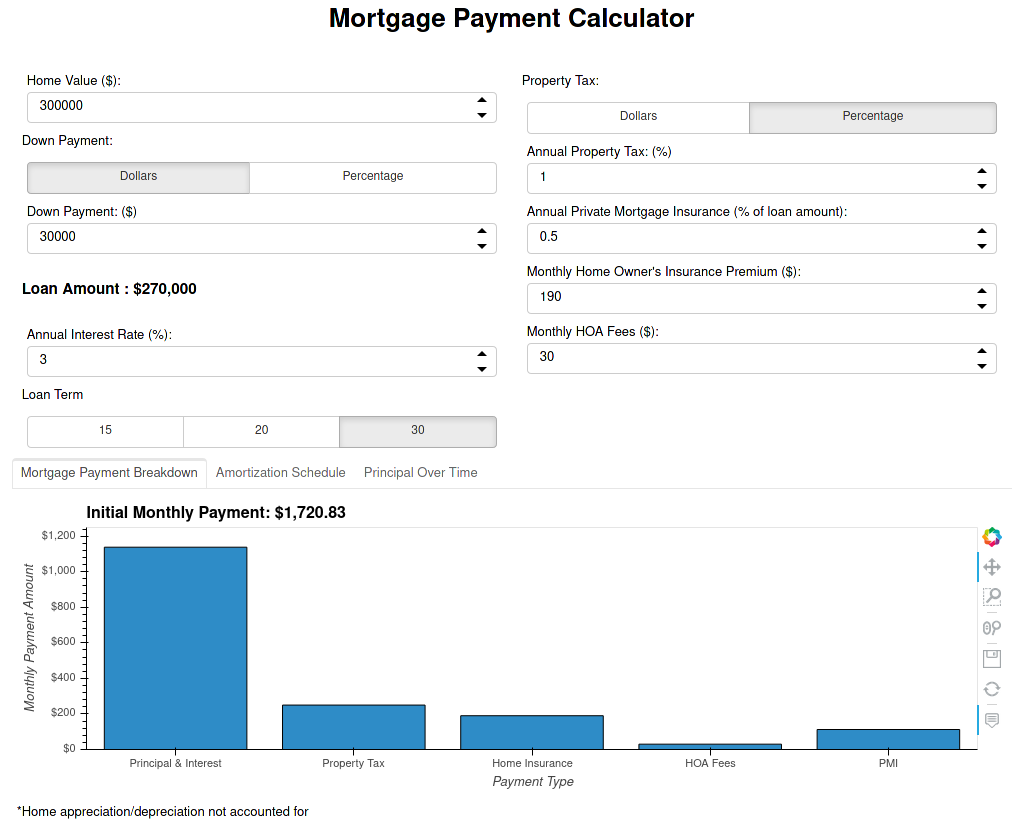 Mortgage Payment Calculator
Home Value ($):
300000
Down Payment:
Dollars Percentage
Down Payment: ($)
30000
Loan Amount : $270,000
Annual Interest Rate (%):
3
Loan Term
15 20 30
Property Tax:
Dollars Percentage
Annual Property Tax: (%)
1
Annual Private Mortgage Insurance (% of loan amount):
0.5
Monthly Home Owner's Insurance Premium ($):
190
Monthly HOA Fees ($):
30
Mortgage Payment Breakdown Amortization Schedule Principal Over Time
Initial Monthly Payment: $1,720.83
Monthly Payment Amount
$1,200
$1,000
$800
$600
$400
$200
$0
Principal & Interest Property Tax Home Insurance HOA Fees PMI
Payment Type
*Home appreciation/depreciation not accounted for